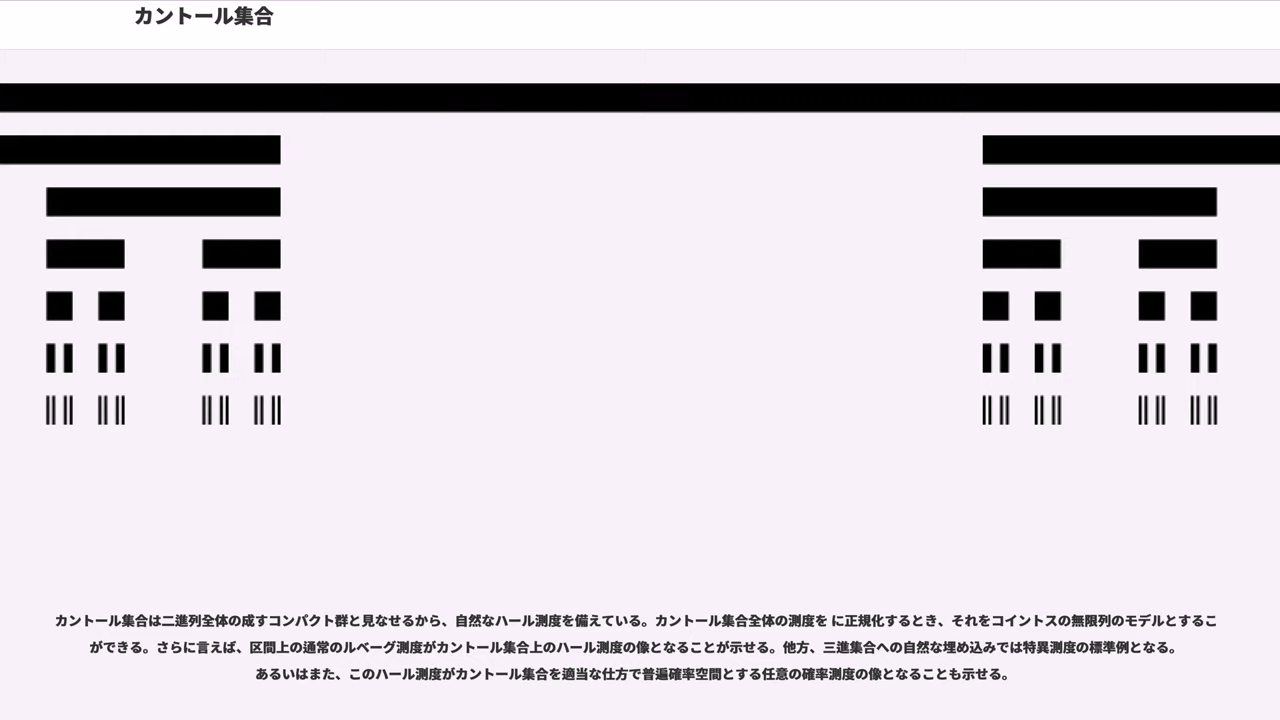 カントール集合
カントール集合は二進列全体の成すコンパクト群と見なせるから、自然なハール測度を備えている。カントール集合全体の測度を に正規化するとき、それをコイントスの無限列のモデルとするこ
ができる。さらに言えば、区間上の通常のルベーグ測度がカントール集合上のハール測度の像となることが示せる。他方、三進集合への自然な埋め込みでは特異測度の標準例となる。
あるいはまた、このハール測度がカントール集合を適当な仕方で普遍確率空間とする任意の確率測度の像となることも示せる。